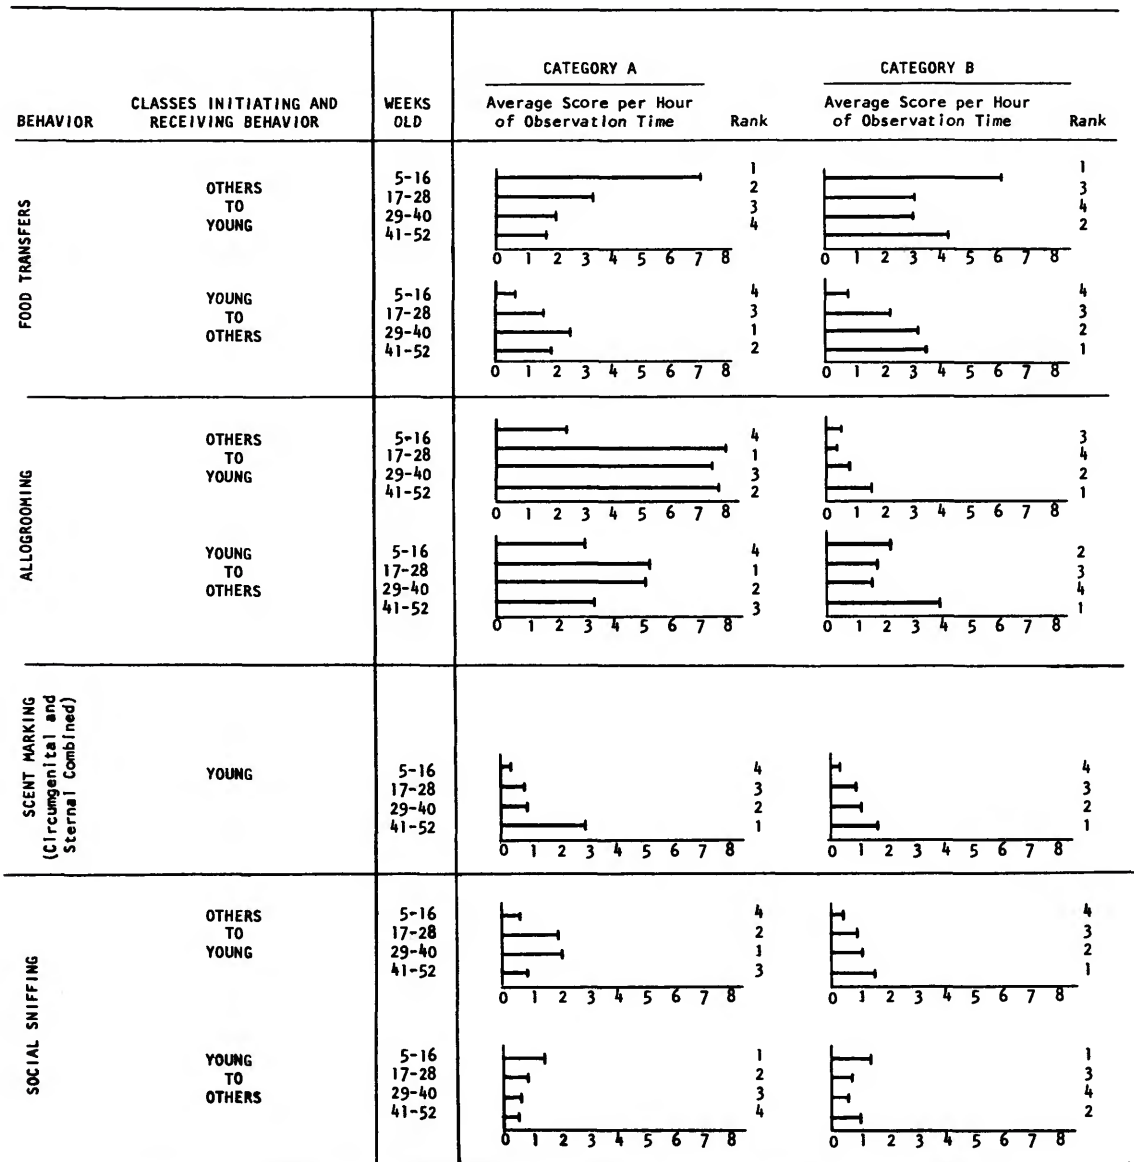 CATEGORY A CATEGORY B
CLASSES INITIATING AND WEEKS Average Score per Hour Average Score per Hour
BEHAVIOR RECEIVING BEHAVIOR OLD of Observation Time Rank of Observation Time Rank
FOOD TRANSFERS
OTHERS
TO
YOUNG
5-16 1 1
17-28 2 3
29-40 3 4
41-52 4 2
0 1 2 3 4 5 6 7 8 0 1 2 3 4 5 6 7 8
YOUNG
TO
OTHERS
5-16 4 4
17-28 3 3
29-40 1 2
41-52 2 1
0 1 2 3 4 5 6 7 8 0 1 2 3 4 5 6 7 8
ALLOGROOMING
OTHERS
TO
YOUNG
5-16 4 3
17-28 1 4
29-40 3 2
41-52 2 1
0 1 2 3 4 5 6 7 8 0 1 2 3 4 5 6 7 8
YOUNG
TO
OTHERS
5-16 4 2
17-28 1 3
29-40 2 4
41-52 3 1
0 1 2 3 4 5 6 7 8 0 1 2 3 4 5 6 7 8
SCENT MARKING
(Circumgenital and
Sternal Combined)
YOUNG
5-16 4 4
17-28 3 3
29-40 2 2
41-52 1 1
0 1 2 3 4 5 6 7 8 0 1 2 3 4 5 6 7 8
SOCIAL SNIFFING
OTHERS
TO
YOUNG
5-16 4 4
17-28 2 3
29-40 1 2
41-52 3 1
0 1 2 3 4 5 6 7 8 0 1 2 3 4 5 6 7 8
YOUNG
TO
OTHERS
5-16 1 1
17-28 2 3
29-40 3 4
41-52 4 2
0 1 2 3 4 5 6 7 8 0 1 2 3 4 5 6 7 8